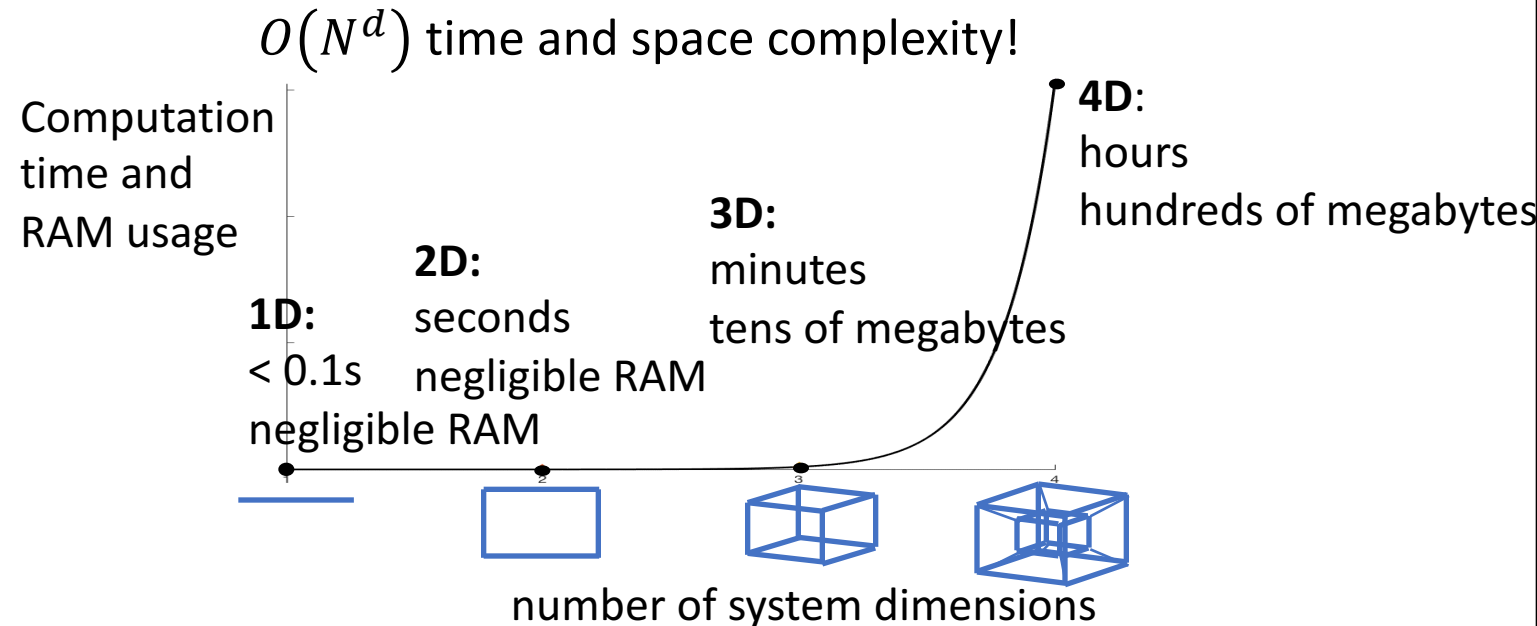 O(N^d) time and space complexity!
Computation
time and
RAM usage
1D:
< 0.1s
negligible RAM
2D:
seconds
negligible RAM
3D:
minutes
tens of megabytes
4D:
hours
hundreds of megabytes
1 2 3 4
number of system dimensions